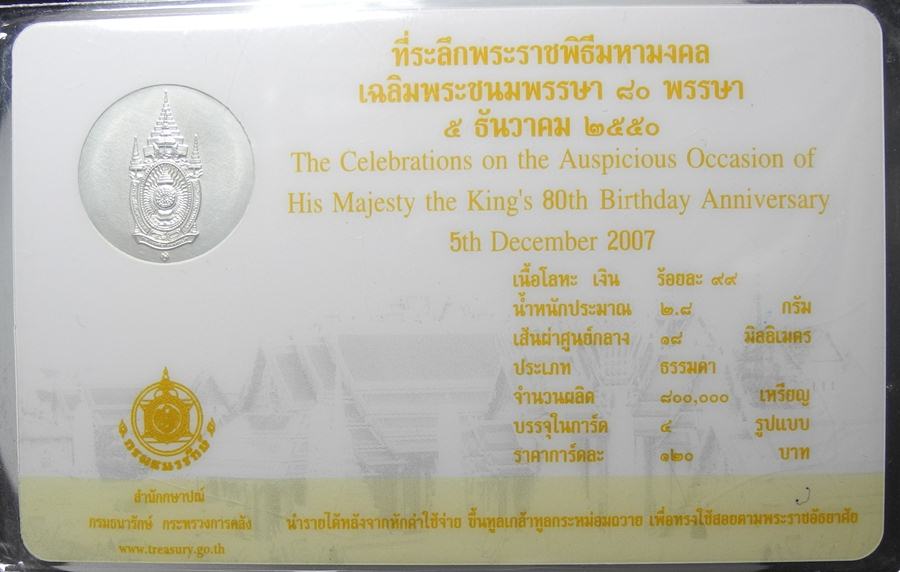 ที่ระลึกพระราชพิธีมหามงคล
เฉลิมพระชนมพรรษา ๘๐ พรรษา
๕ ธันวาคม ๒๕๕๐
The Celebrations on the Auspicious Occasion of
His Majesty the King's 80th Birthday Anniversary
5th December 2007
เนื้อโลหะ เงิน ร้อยละ ๙๙
น้ำหนักประมาณ ๒.๘ กรัม
เส้นผ่าศูนย์กลาง ๑๘ มิลลิเมตร
ประเภท ธรรมดา
จำนวนผลิต ๘๐๐,๐๐๐ เหรียญ
บรรจุในการ์ด ๔ รูปแบบ
ราคาการ์ดละ ๑๒๐ บาท
กรมธนารักษ์
สำนักกษาปณ์
กรมธนารักษ์ กระทรวงการคลัง
www.treasury.go.th
นำรายได้หลังจากหักค่าใช้จ่าย ขึ้นทูลเกล้าทูลกระหม่อมถวาย เพื่อทรงใช้สอยตามพระราชอัธยาศัย